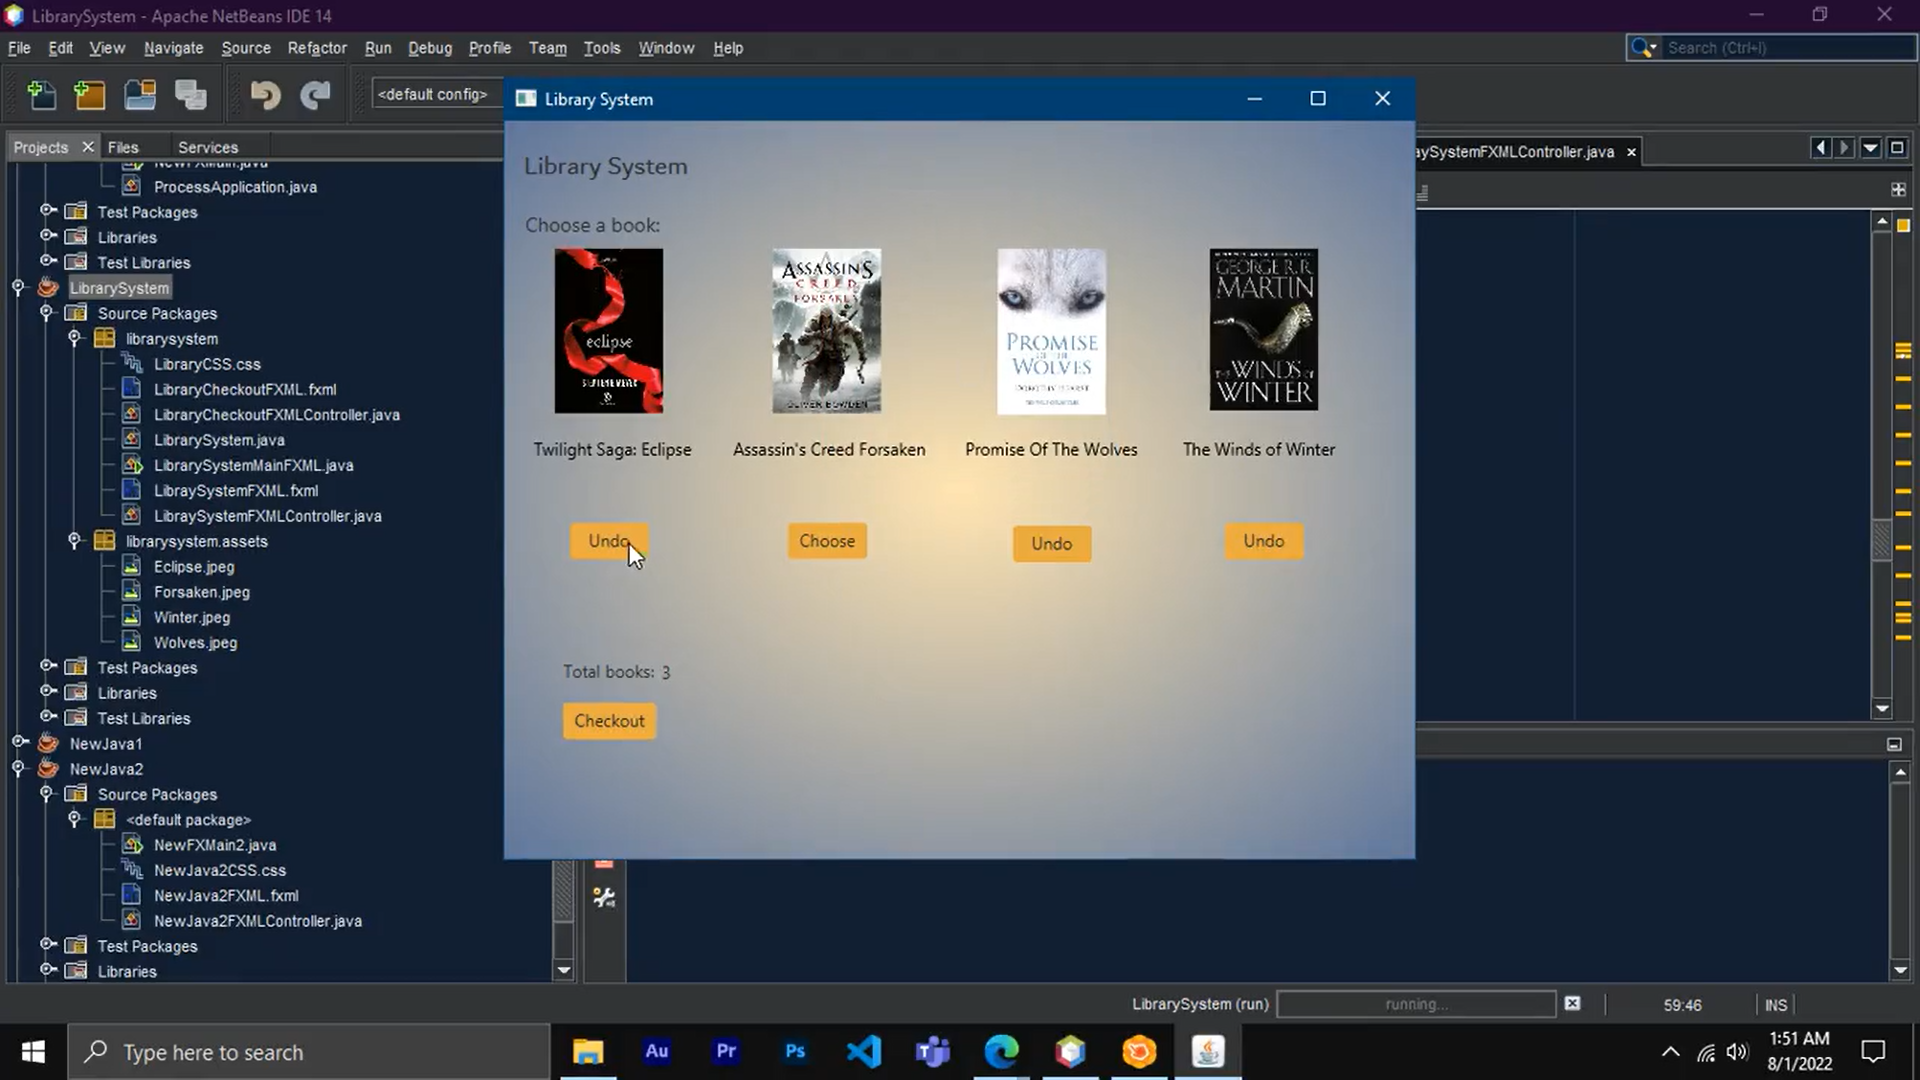 LibrarySystem - Apache NetBeans IDE 14
File Edit View Navigate Source Refactor Run Debug Profile Team Tools Window Help
Search (Ctrl+I)
<default config>
Projects Files Services
NewFXMain.java
ProcessApplication.java
Test Packages
Libraries
Test Libraries
LibrarySystem
Source Packages
librarysystem
LibraryCSS.css
LibraryCheckoutFXML.fxml
LibraryCheckoutFXMLController.java
LibrarySystem.java
LibrarySystemMainFXML.java
LibraySystemFXML.fxml
LibraySystemFXMLController.java
librarysystem.assets
Eclipse.jpeg
Forsaken.jpeg
Winter.jpeg
Wolves.jpeg
Test Packages
Libraries
Test Libraries
NewJava1
NewJava2
Source Packages
<default package>
NewFXMain2.java
NewJava2CSS.css
NewJava2FXML.fxml
NewJava2FXMLController.java
Test Packages
Libraries
aySystemFXMLController.java
Library System
Library System
Choose a book:
eclipse
STEPHENIE MEYER
ASSASSIN'S
CREED
FORSAKEN
OLIVER BOWDEN
PROMISE
OF THE
WOLVES
DOROTHY HEARST
GEORGE R.R.
MARTIN
THE WINDS OF
WINTER
Twilight Saga: Eclipse Assassin's Creed Forsaken Promise Of The Wolves The Winds of Winter
Undo Choose Undo Undo
Total books: 3
Checkout
LibrarySystem (run) running... 59:46 INS
Type here to search
Au Pr Ps
1:51 AM
8/1/2022